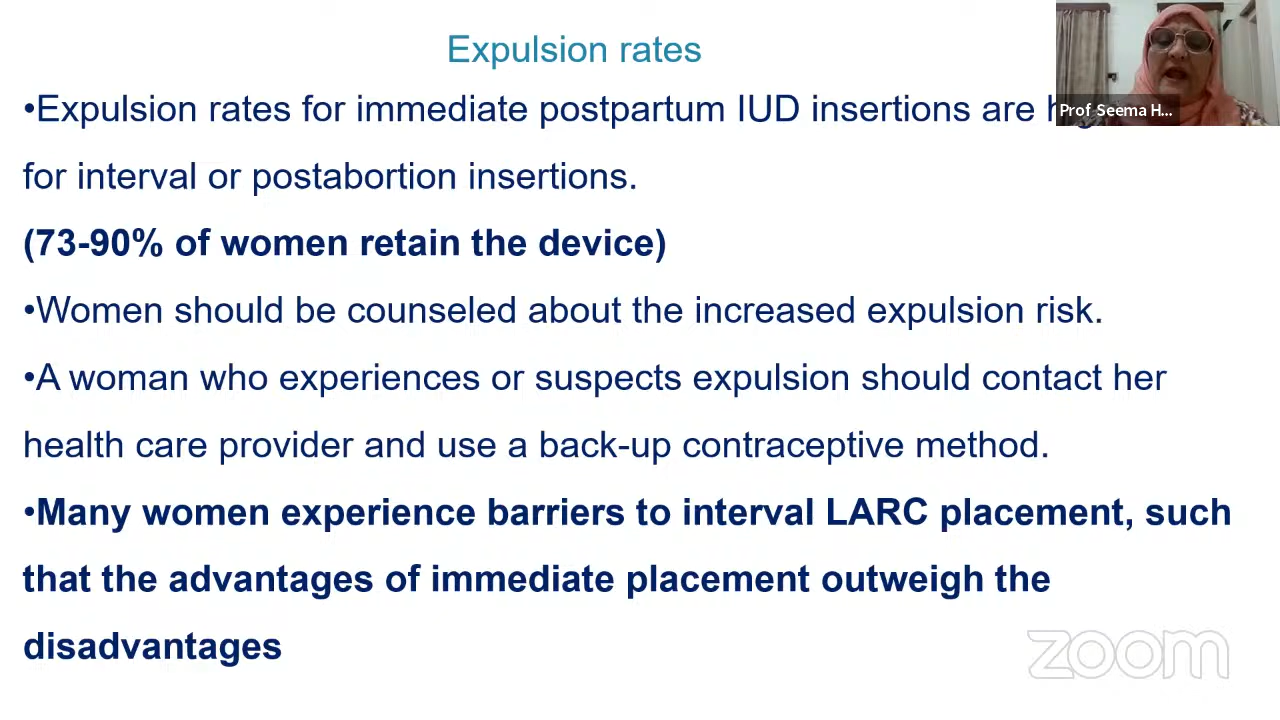 Expulsion rates
•Expulsion rates for immediate postpartum IUD insertions are
for interval or postabortion insertions.
(73-90% of women retain the device)
•Women should be counseled about the increased expulsion risk.
•A woman who experiences or suspects expulsion should contact her
health care provider and use a back-up contraceptive method.
•Many women experience barriers to interval LARC placement, such
that the advantages of immediate placement outweigh the
disadvantages
Prof Seema H...
zoom